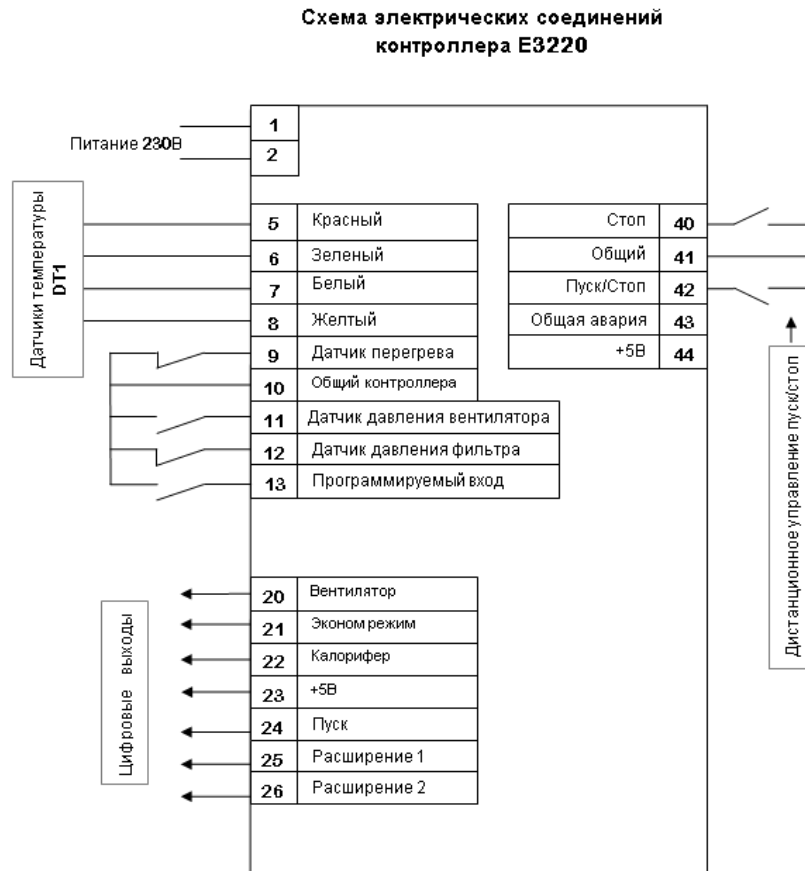 Схема электрических соединений
контроллера E3220
1
Питание 230В
2
Датчики температуры
DT1
5 Красный
6 Зеленый
7 Белый
8 Желтый
9 Датчик перегрева
10 Общий контроллера
11 Датчик давления вентилятора
12 Датчик давления фильтра
13 Программируемый вход
Стоп 40
Общий 41
Пуск/Стоп 42
Общая авария 43
+5В 44
Дистанционное управление пуск/стоп
Цифровые выходы
20 Вентилятор
21 Эконом режим
22 Калорифер
23 +5В
24 Пуск
25 Расширение 1
26 Расширение 2